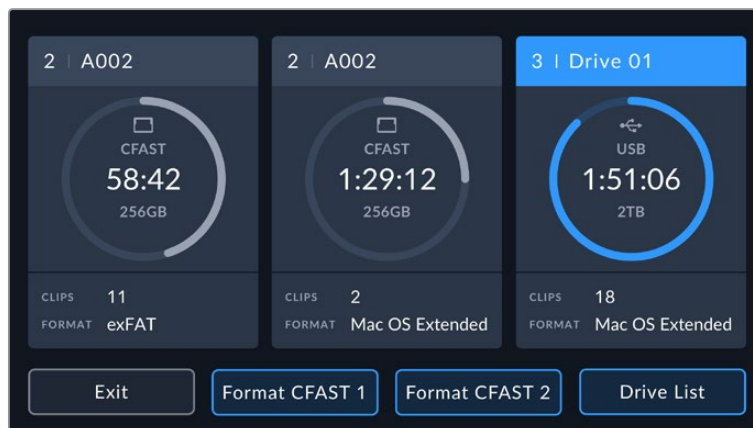 2 | A002
CFAST
58:42
256GB
CLIPS 11
FORMAT exFAT
2 | A002
CFAST
1:29:12
256GB
CLIPS 2
FORMAT Mac OS Extended
3 | Drive 01
USB
1:51:06
2TB
CLIPS 18
FORMAT Mac OS Extended
Exit
Format CFAST 1
Format CFAST 2
Drive List